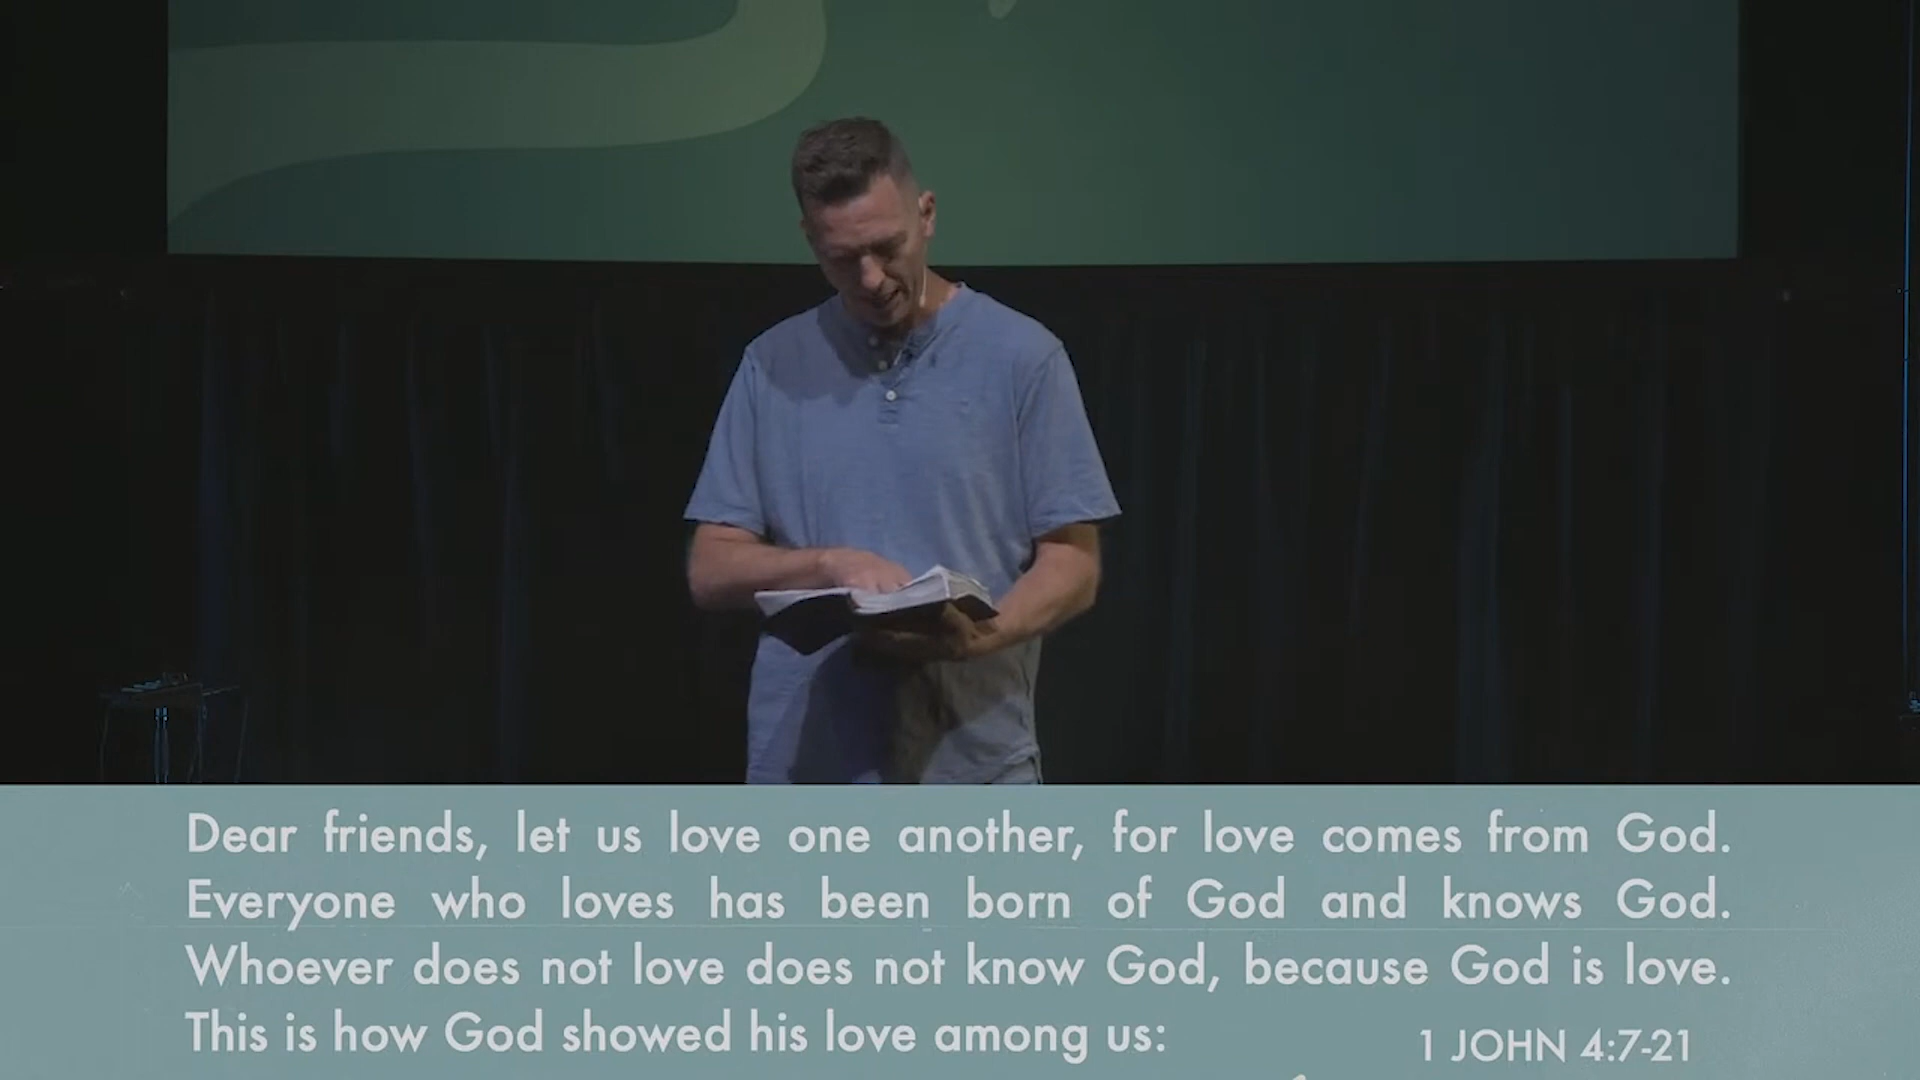 Dear friends, let us love one another, for love comes from God.
Everyone who loves has been born of God and knows God.
Whoever does not love does not know God, because God is love.
This is how God showed his love among us:
1 JOHN 4:7-21